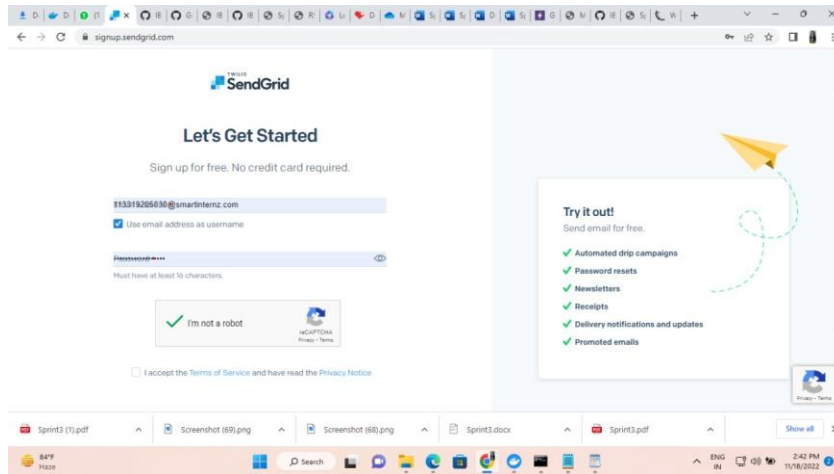 signup.sendgrid.com
TWILIO
SendGrid
Let's Get Started
Sign up for free. No credit card required.
@smartinternz.com
Use email address as username
Must have at least 16 characters.
I'm not a robot
reCAPTCHA
Privacy - Terms
I accept the Terms of Service and have read the Privacy Notice
Try it out!
Send email for free.
Automated drip campaigns
Password resets
Newsletters
Receipts
Delivery notifications and updates
Promoted emails
Privacy - Terms
Sprint3 (1).pdf
Screenshot (69).png
Screenshot (68).png
Sprint3.docx
Sprint3.pdf
Show all
84°F
Haze
Search
ENG
IN
2:42 PM
11/18/2022